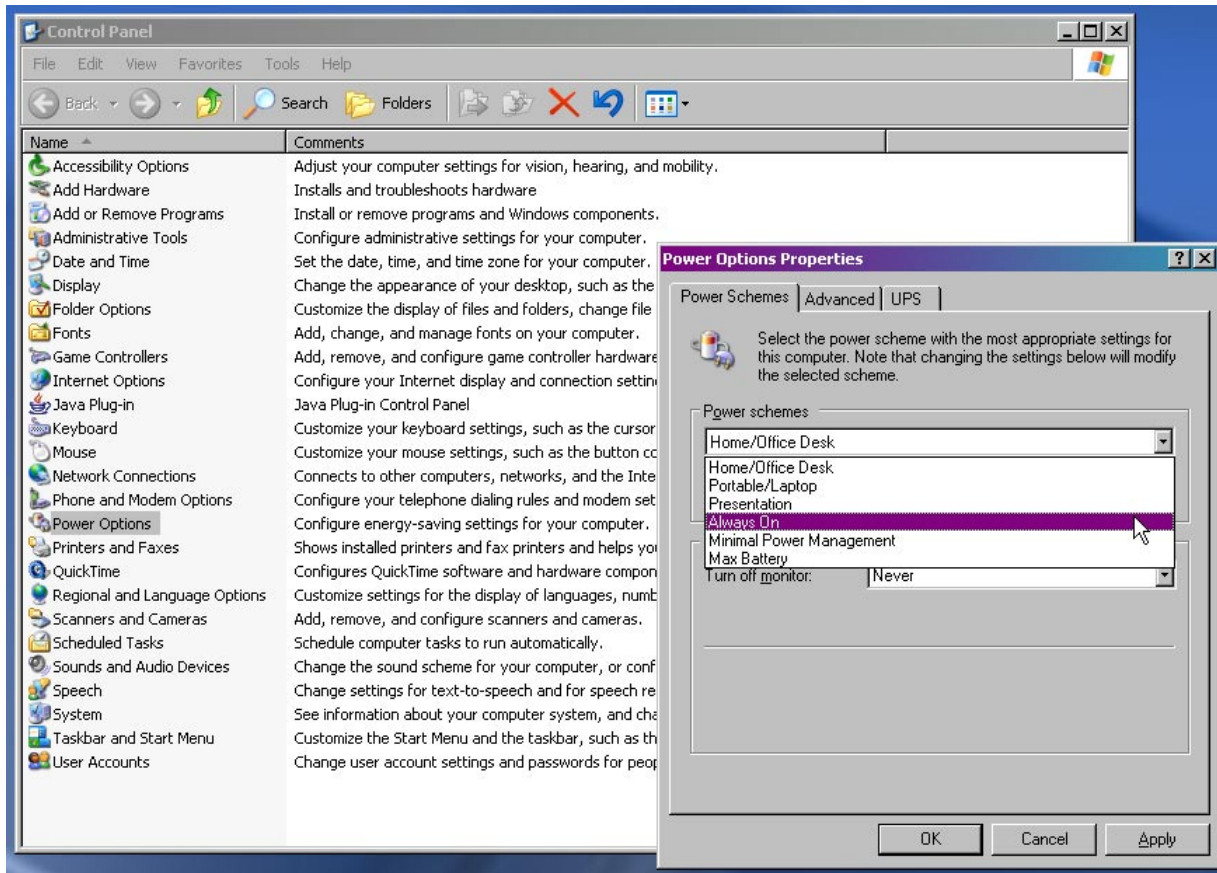 Control Panel
File Edit View Favorites Tools Help
Back Search Folders
Name Comments
Accessibility Options Adjust your computer settings for vision, hearing, and mobility.
Add Hardware Installs and troubleshoots hardware
Add or Remove Programs Install or remove programs and Windows components.
Administrative Tools Configure administrative settings for your computer.
Date and Time Set the date, time, and time zone for your computer.
Display Change the appearance of your desktop, such as the
Folder Options Customize the display of files and folders, change file
Fonts Add, change, and manage fonts on your computer.
Game Controllers Add, remove, and configure game controller hardware
Internet Options Configure your Internet display and connection
Java Plug-in Java Plug-in Control Panel
Keyboard Customize your keyboard settings, such as the cursor
Mouse Customize your mouse settings, such as the button
Network Connections Connects to other computers, networks, and the
Phone and Modem Options Configure your telephone dialing rules and modem
Power Options Configure energy-saving settings for your computer.
Printers and Faxes Shows installed printers and fax printers and helps
QuickTime Configures QuickTime software and hardware
Regional and Language Options Customize settings for the display of languages,
Scanners and Cameras Add, remove, and configure scanners and cameras.
Scheduled Tasks Schedule computer tasks to run automatically.
Sounds and Audio Devices Change the sound scheme for your computer, or
Speech Change settings for text-to-speech and for speech
System See information about your computer system, and
Taskbar and Start Menu Customize the Start Menu and the taskbar, such as
User Accounts Change user account settings and passwords for
Power Options Properties
Power Schemes Advanced UPS
Select the power scheme with the most appropriate settings for
this computer. Note that changing the settings below will modify
the selected scheme.
Power schemes
Home/Office Desk
Home/Office Desk
Portable/Laptop
Presentation
Always On
Minimal Power Management
Max Battery
Turn off monitor: Never
OK Cancel Apply